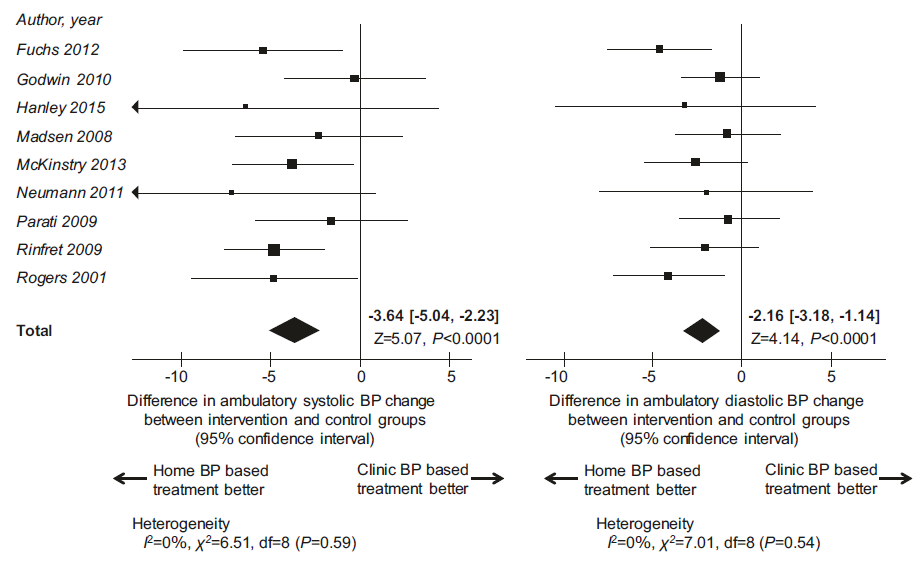 Author, year
Fuchs 2012
Godwin 2010
Hanley 2015
Madsen 2008
McKinstry 2013
Neumann 2011
Parati 2009
Rinfret 2009
Rogers 2001
Total
-3.64 [-5.04, -2.23]
Z=5.07, P<0.0001
-10 -5 0 5
Difference in ambulatory systolic BP change
between intervention and control groups
(95% confidence interval)
Home BP based
treatment better
Clinic BP based
treatment better
Heterogeneity
I²=0%, χ²=6.51, df=8 (P=0.59)
-2.16 [-3.18, -1.14]
Z=4.14, P<0.0001
-10 -5 0 5
Difference in ambulatory diastolic BP change
between intervention and control groups
(95% confidence interval)
Home BP based
treatment better
Clinic BP based
treatment better
Heterogeneity
I²=0%, χ²=7.01, df=8 (P=0.54)